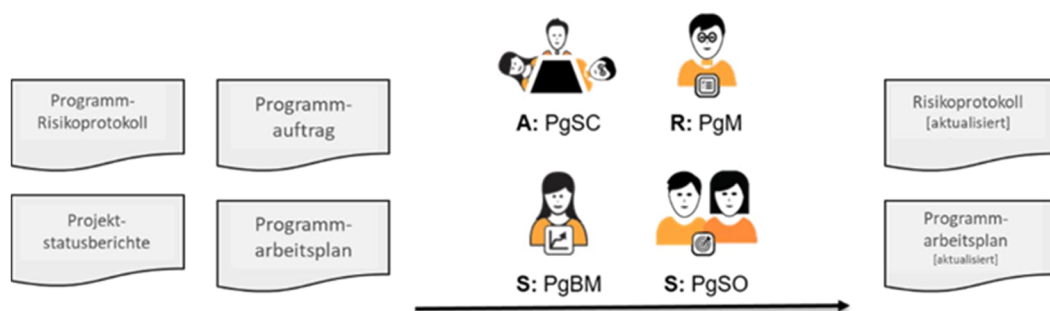 Programm-
Risikoprotokoll
Programm-
auftrag
Projekt-
statusberichte
Programm-
arbeitsplan
A: PgSC
R: PgM
S: PgBM
S: PgSO
Risikoprotokoll
[aktualisiert]
Programm-
arbeitsplan
[aktualisiert]